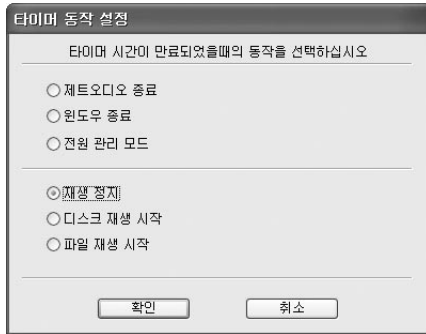 타이머 동작 설정
타이머 시간이 만료되었을때의 동작을 선택하십시오
제트오디오 종료
윈도우 종료
전원 관리 모드
재생 정지
디스크 재생 시작
파일 재생 시작
확인 취소